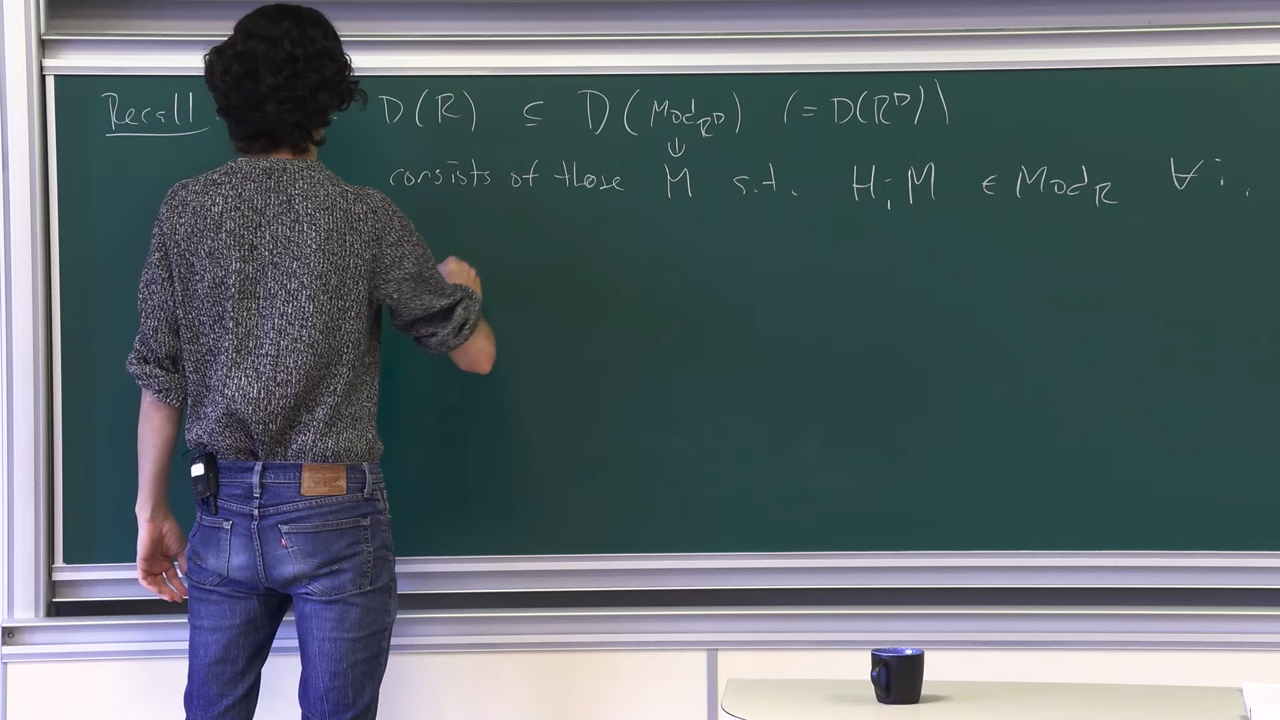 Recall D(R) ⊆ D(Mod_{R^▷}) (= D(R^▷))
ψ
consists of those M s.t. H_i M ∈ Mod_R ∀ i.